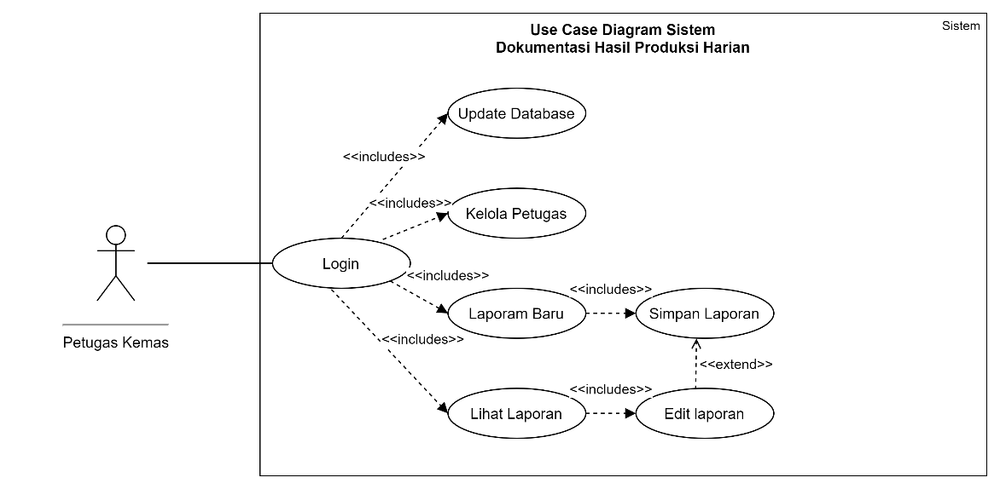 Sistem
Use Case Diagram Sistem
Dokumentasi Hasil Produksi Harian
Update Database
<<includes>>
<<includes>>
Kelola Petugas
Login
<<includes>>
<<includes>>
Laporam Baru
Simpan Laporan
Petugas Kemas
<<includes>>
<<extend>>
<<includes>>
Lihat Laporan
Edit laporan